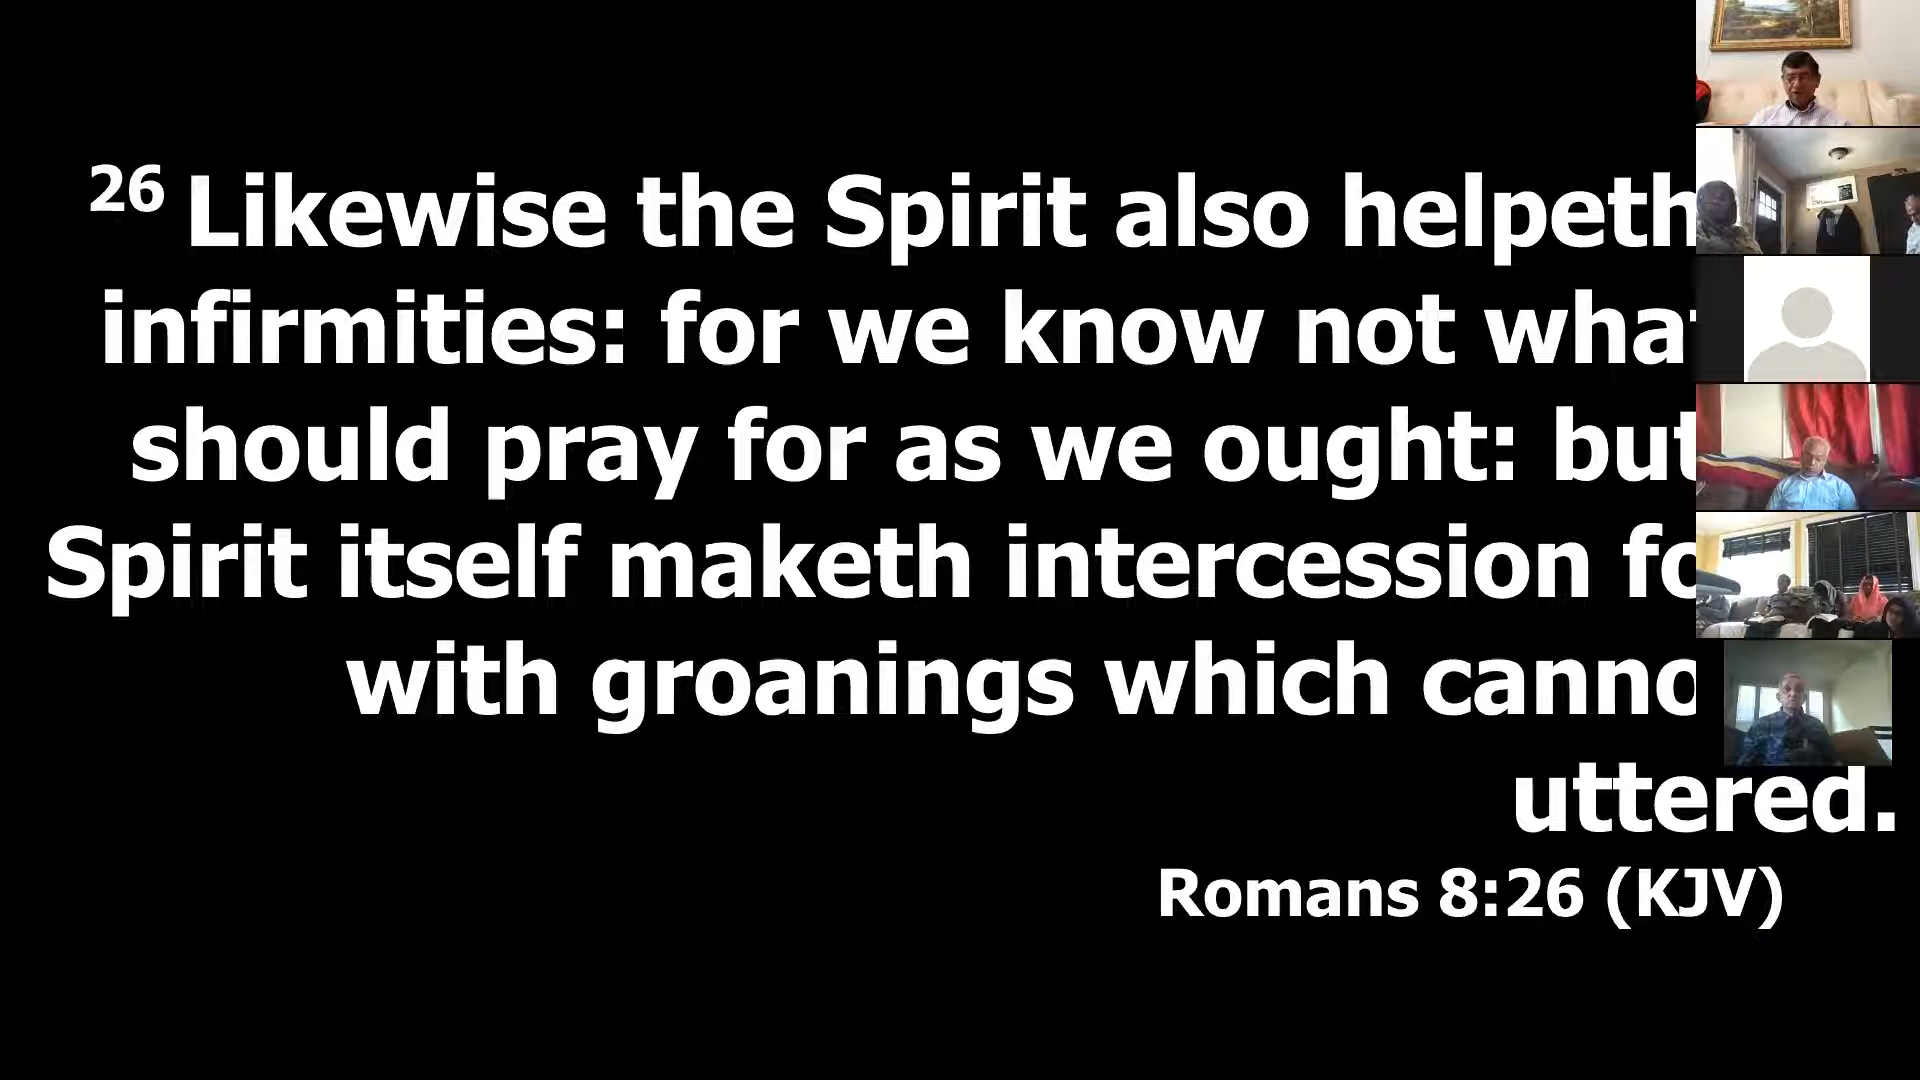 26 Likewise the Spirit also helpeth
infirmities: for we know not what
should pray for as we ought: but
Spirit itself maketh intercession fo
with groanings which canno
uttered.
Romans 8:26 (KJV)